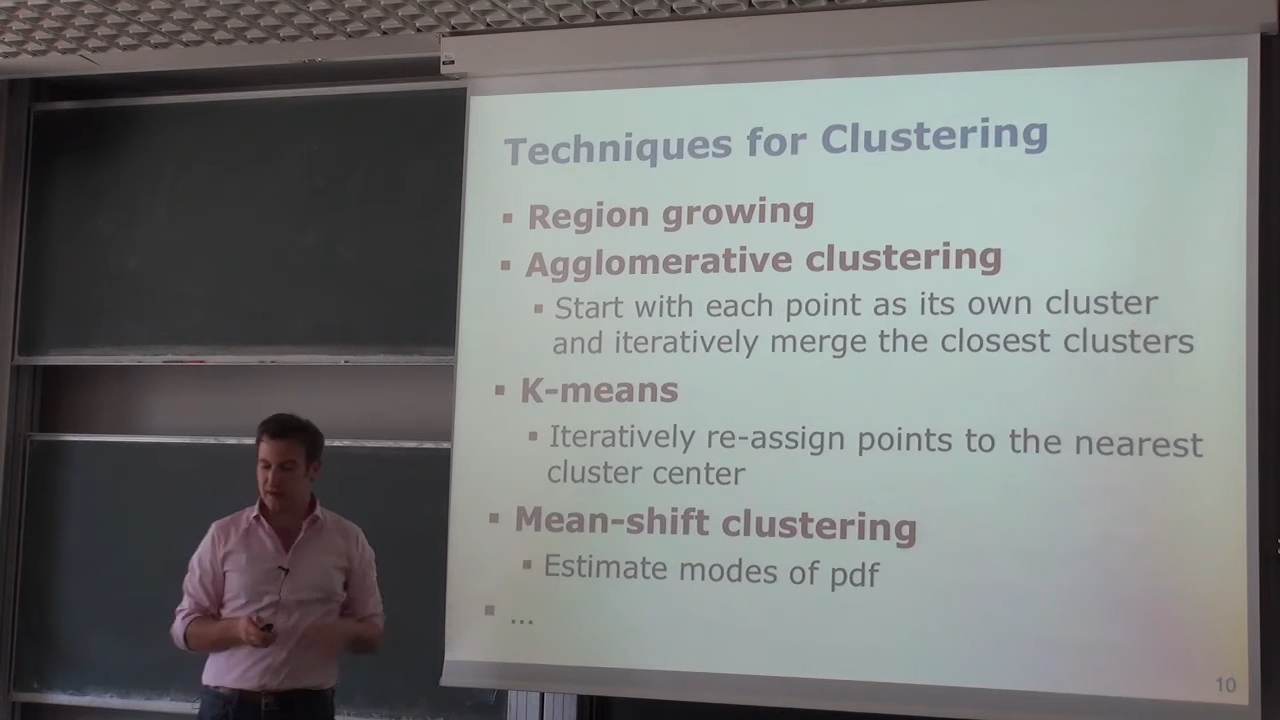 Techniques for Clustering
▪ Region growing
▪ Agglomerative clustering
▪ Start with each point as its own cluster
and iteratively merge the closest clusters
▪ K-means
▪ Iteratively re-assign points to the nearest
cluster center
▪ Mean-shift clustering
▪ Estimate modes of pdf
▪ ...
10